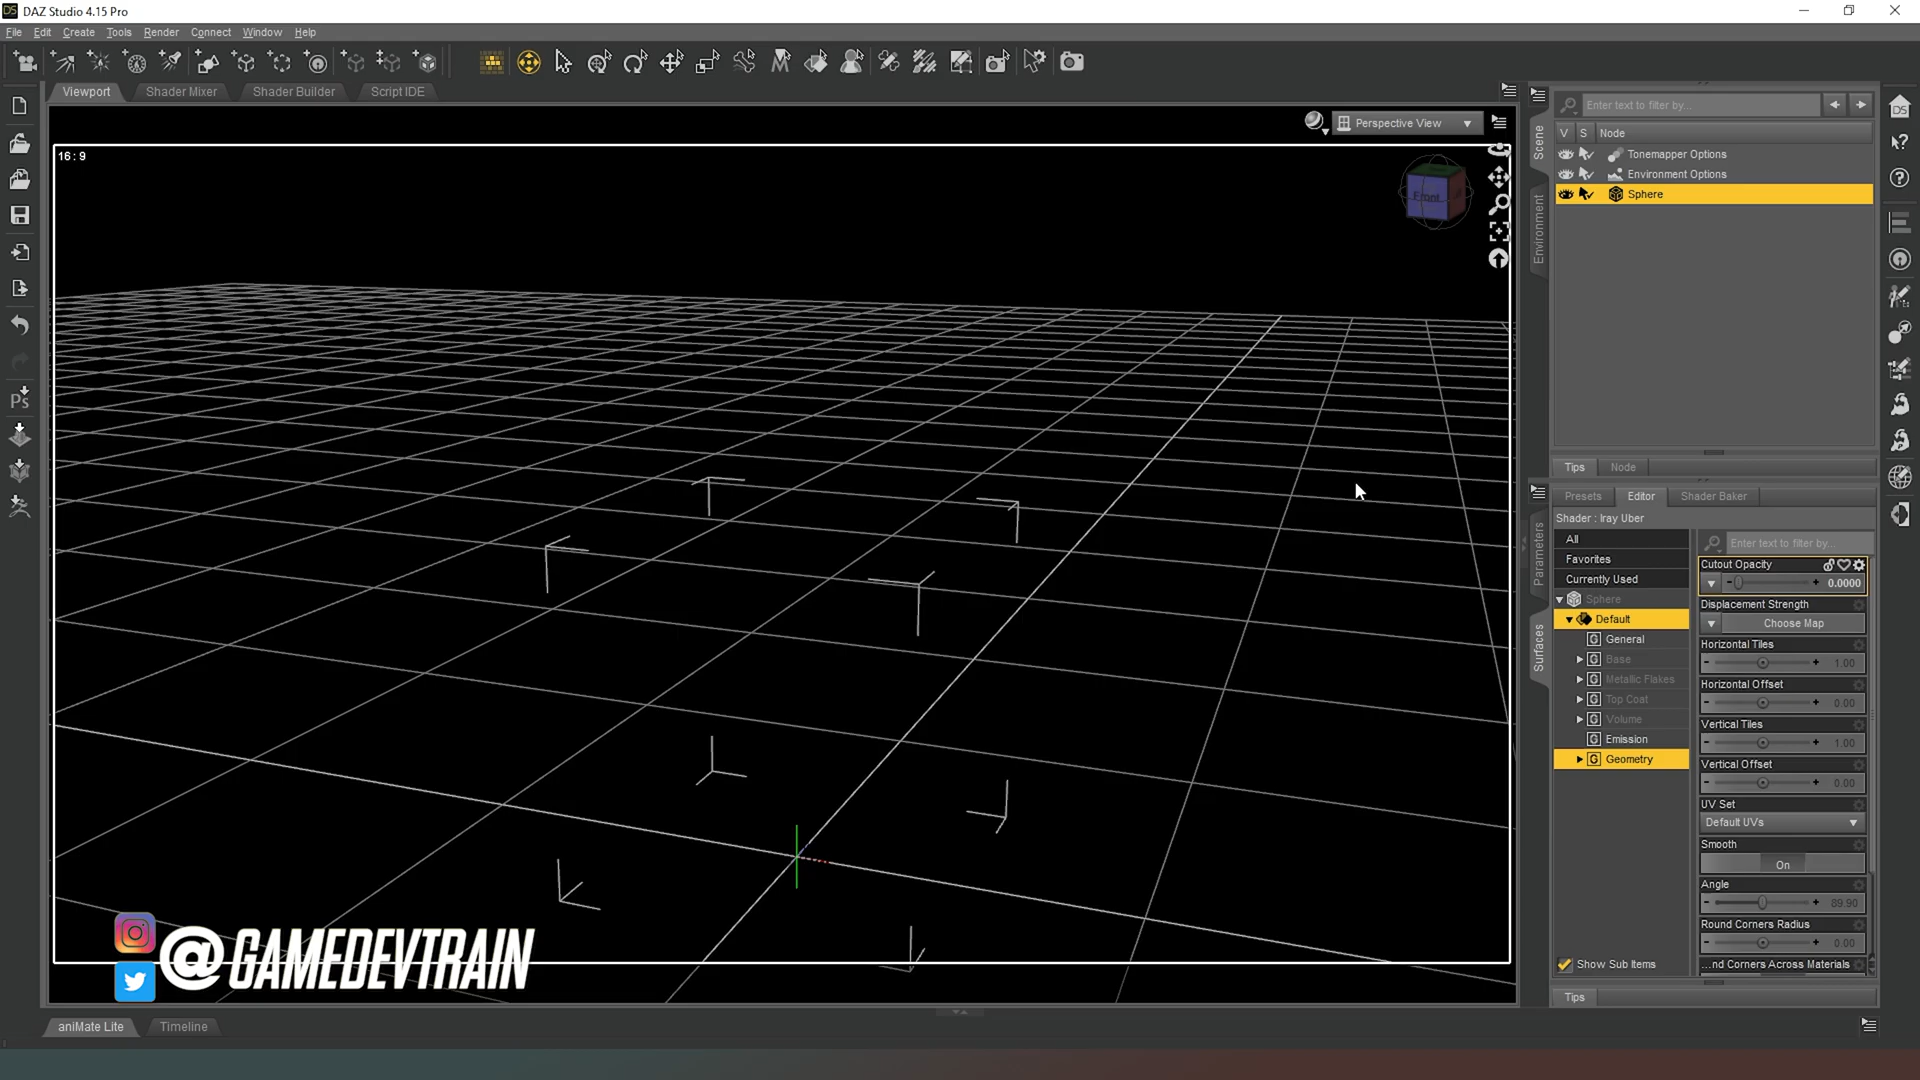 DAZ Studio 4.15 Pro
File Edit Create Tools Render Connect Window Help
Viewport Shader Mixer Shader Builder Script IDE
Perspective View
16 : 9
Front
Scene
Environment
Enter text to filter by...
V S Node
Tonemapper Options
Environment Options
Sphere
Tips Node
Presets Editor Shader Baker
Shader : Iray Uber
Parameters
Surfaces
All
Favorites
Currently Used
Sphere
Default
General
Base
Metallic Flakes
Top Coat
Volume
Emission
Geometry
Show Sub Items
Enter text to filter by...
Cutout Opacity
0.0000
Displacement Strength
Choose Map
Horizontal Tiles
1.00
Horizontal Offset
0.00
Vertical Tiles
1.00
Vertical Offset
0.00
UV Set
Default UVs
Smooth
On
Angle
89.90
Round Corners Radius
0.00
...nd Corners Across Materials
Tips
@GAMEDEVTRAIN
aniMate Lite Timeline